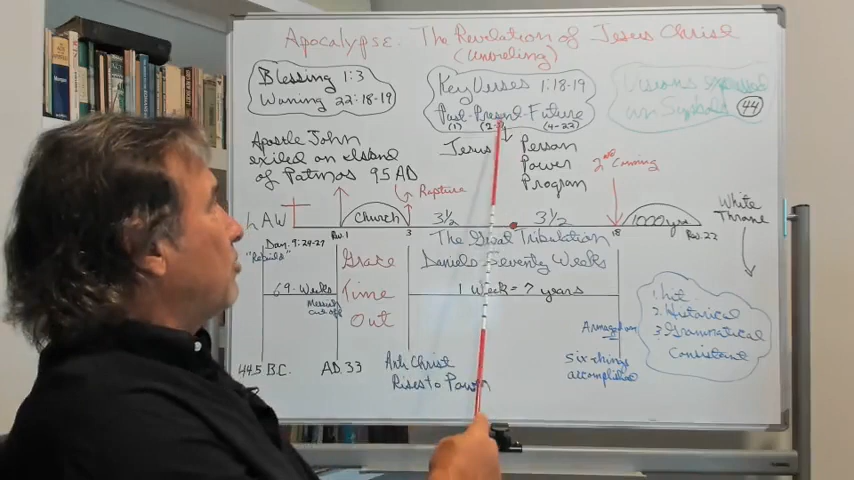 Apocalypse. The Revelation of Jesus Christ
(Unveiling)
Blessing 1:3
Warning 22:18-19
Key Verses 1:18-19
Past-Present-Future
(1) (2-3) (4-22)
Visions expressed
in Symbols
44
Apostle John
exiled on Island
of Patmos 95 AD
Jesus
Person
Power
Program
2nd Coming
Rapture
White
Throne
LAW
Church
3½
3½
1000 yrs
Rev. 1
3
18
Rev. 22
Dan. 9:24-27
"Rebuild"
69-Weeks
Messiah
cut off
Grace
Time
Out
The Great Tribulation
Daniels Seventy Weeks
1 Week = 7 years
Armageddon
six things
accomplished
1. Lit
2. Historical
3. Grammatical
Consistant
445 B.C.
AD 33
Anti Christ
Rises to Power